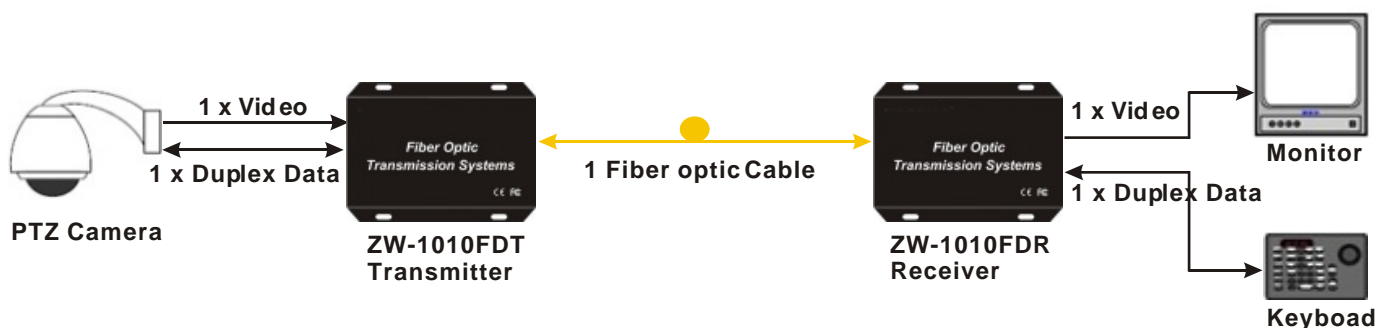 1 x Video
1 x Duplex Data
PTZ Camera
Fiber Optic
Transmission Systems
CE FC
ZW-1010FDT
Transmitter
1 Fiber optic Cable
Fiber Optic
Transmission Systems
CE FC
ZW-1010FDR
Receiver
1 x Video
1 x Duplex Data
Monitor
Keyboad